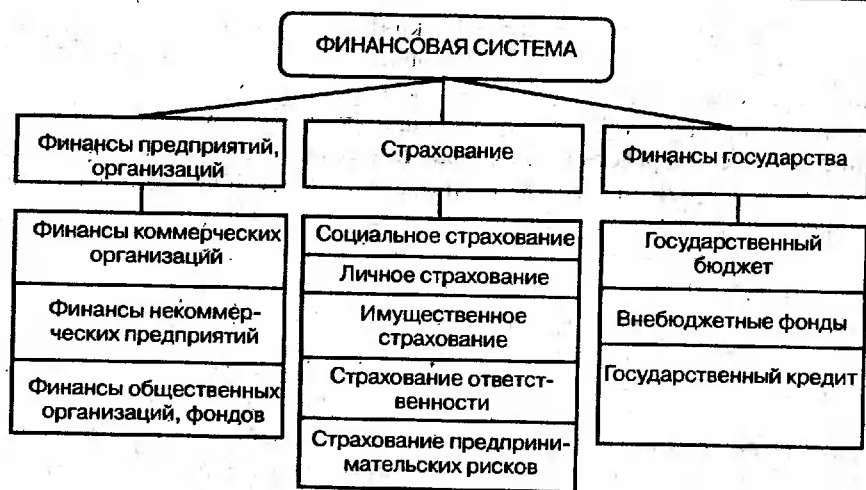 ФИНАНСОВАЯ СИСТЕМА
Финансы предприятий,
организаций
Финансы коммерческих
организаций
Финансы некоммер-
ческих предприятий
Финансы общественных
организаций, фондов
Страхование
Социальное страхование
Личное страхование
Имущественное
страхование
Страхование ответст-
венности
Страхование предприни-
мательских рисков
Финансы государства
Государственный
бюджет
Внебюджетные фонды
Государственный кредит